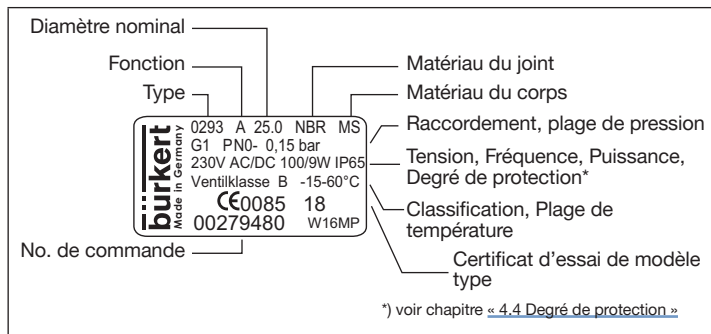 Diamètre nominal
Fonction
Type
Matériau du joint
Matériau du corps
Raccordement, plage de pression
Tension, Fréquence, Puissance,
Degré de protection*
Classification, Plage de
température
Certificat d’essai de modèle
type
No. de commande
bürkert
Made in Germany
0293 A 25.0 NBR MS
G1 PN0- 0,15 bar
230V AC/DC 100/9W IP65
Ventilklasse B -15-60°C
CE0085 18
00279480 W16MP
*) voir chapitre « 4.4 Degré de protection »